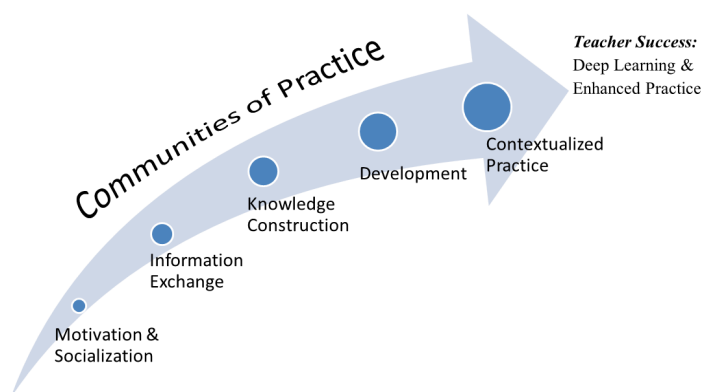 Communities of Practice
Teacher Success:
Deep Learning &
Enhanced Practice
Contextualized
Practice
Development
Knowledge
Construction
Information
Exchange
Motivation &
Socialization